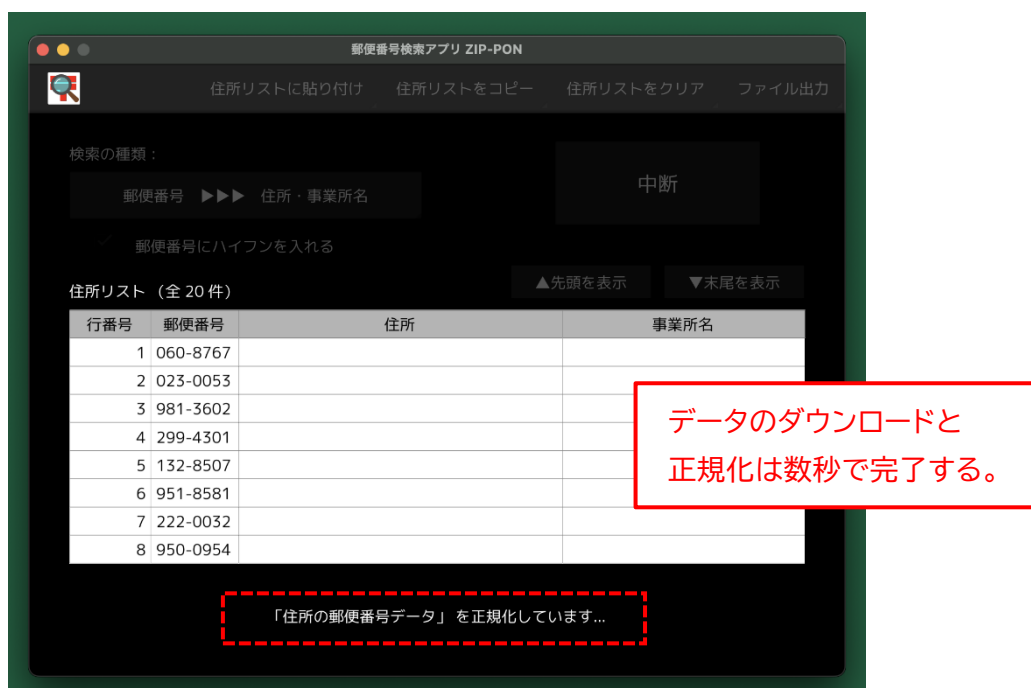 郵便番号検索アプリ ZIP-PON
住所リストに貼り付け 住所リストをコピー 住所リストをクリア ファイル出力
検索の種類：
郵便番号 ▶▶▶ 住所・事業所名
中断
郵便番号にハイフンを入れる
住所リスト （全 20 件）
▲先頭を表示 ▼末尾を表示
行番号 郵便番号 住所 事業所名
1 060-8767
2 023-0053
3 981-3602
4 299-4301
5 132-8507
6 951-8581
7 222-0032
8 950-0954
データのダウンロードと
正規化は数秒で完了する。
「住所の郵便番号データ」を正規化しています...